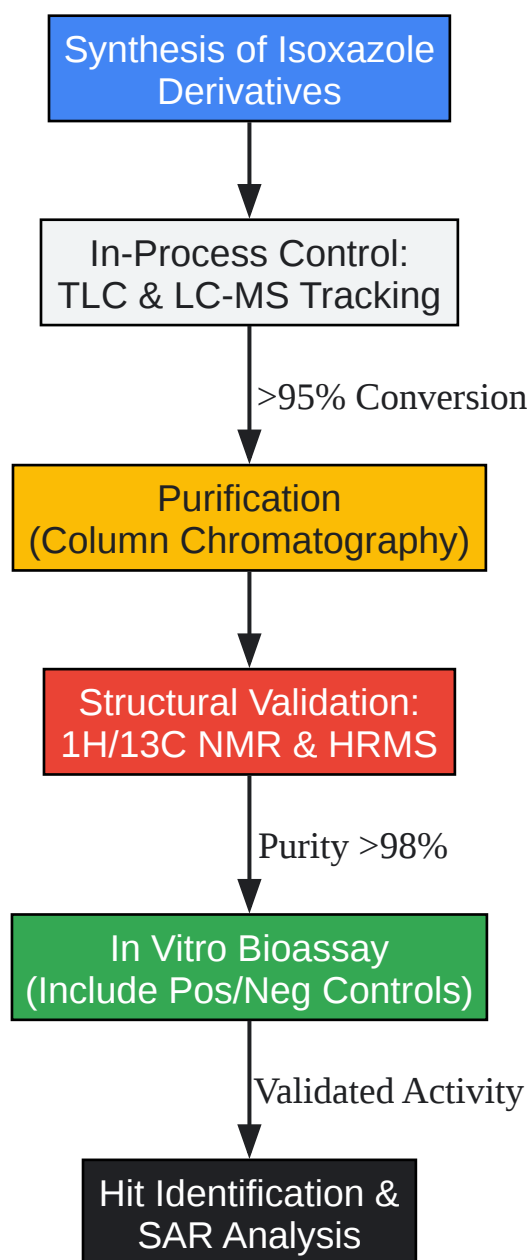 Synthesis of Isoxazole
Derivatives
In-Process Control:
TLC & LC-MS Tracking
>95% Conversion
Purification
(Column Chromatography)
Structural Validation:
1H/13C NMR & HRMS
Purity >98%
In Vitro Bioassay
(Include Pos/Neg Controls)
Validated Activity
Hit Identification &
SAR Analysis